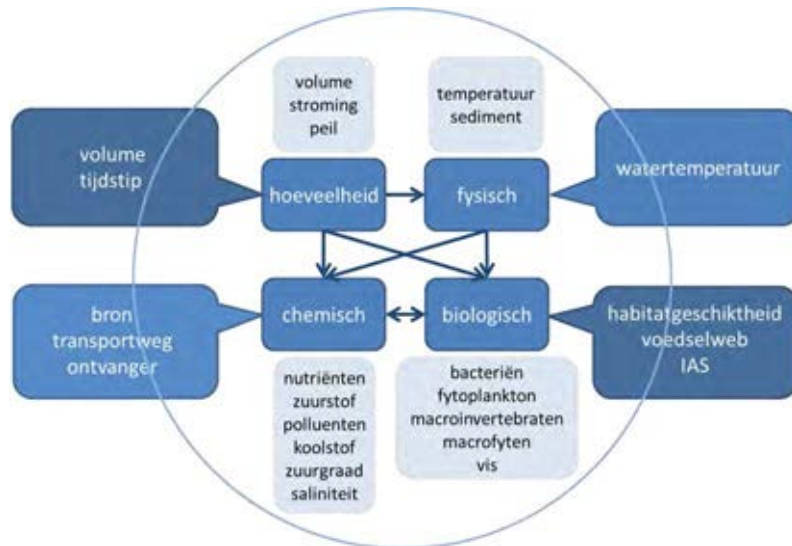 volume
stroming
peil
temperatuur
sediment
volume
tijdstip
hoeveelheid
fysisch
watertemperatuur
bron
transportweg
ontvanger
chemisch
biologisch
habitatgeschiktheid
voedselweb
IAS
nutriënten
zuurstof
polluenten
koolstof
zuurgraad
saliniteit
bacteriën
fytoplankton
macroinvertebraten
macrofyten
vis